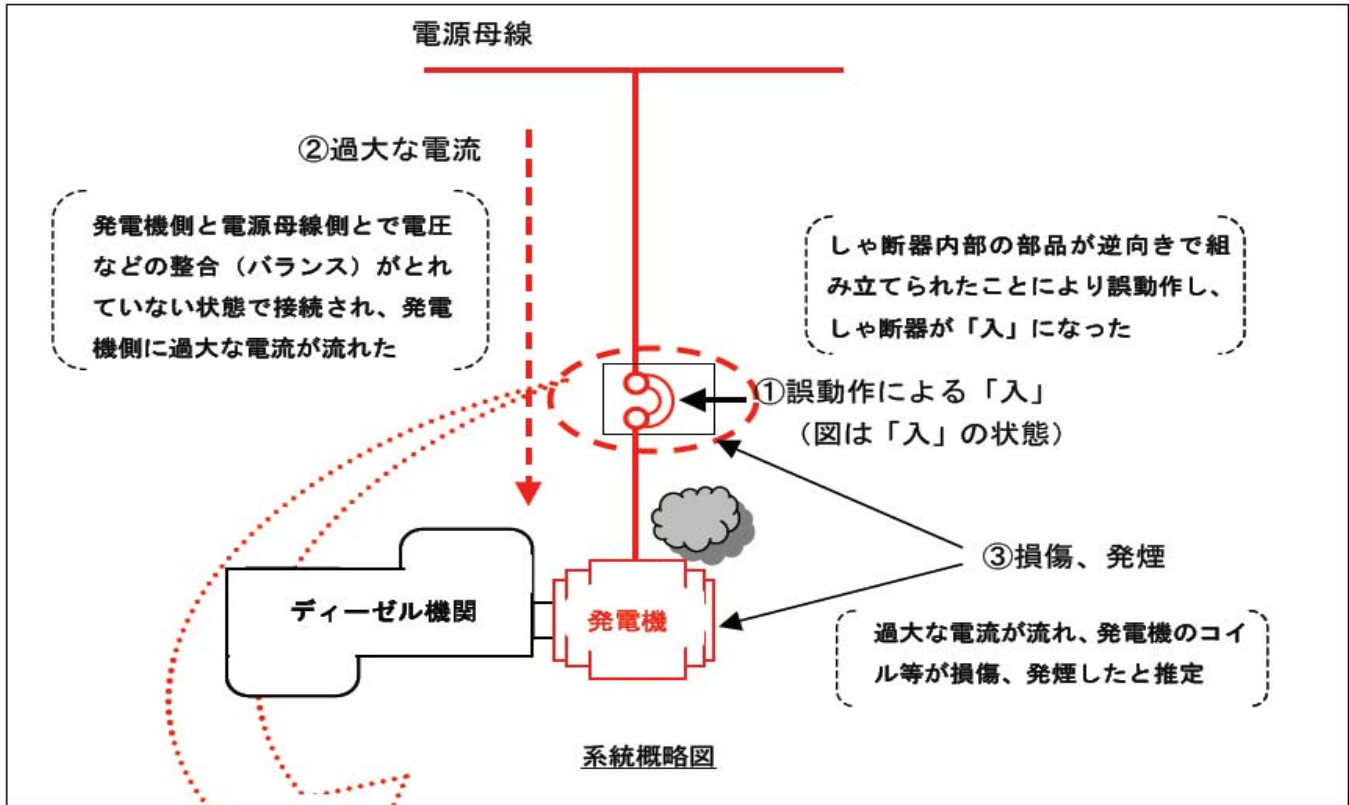 電源母線
②過大な電流
発電機側と電源母線側とで電圧
などの整合（バランス）がとれ
ていない状態で接続され、発電
機側に過大な電流が流れた
しゃ断器内部の部品が逆向きで組
み立てられたことにより誤動作し、
しゃ断器が「入」になった
①誤動作による「入」
（図は「入」の状態）
③損傷、発煙
ディーゼル機関
発電機
過大な電流が流れ、発電機のコイ
ル等が損傷、発煙したと推定
系統概略図